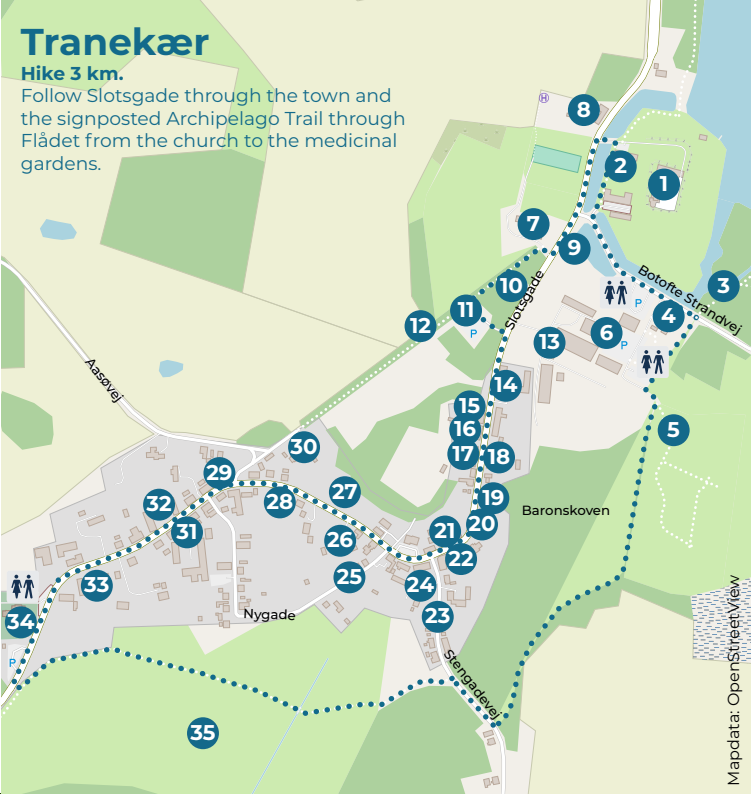 Tranekær
Hike 3 km.
Follow Slotsgade through the town and
the signposted Archipelago Trail through
Flådet from the church to the medicinal
gardens.
H
8
2
1
7
9
Botofte Strandvej
3
10
Slotsgade
P
4
11
12
P
6
13
P
Aasøvej
14
15
16
5
17
18
30
29
27
19
28
32
Baronskoven
20
21
31
26
22
25
24
33
Nygade
23
34
P
Stengadevej
35
Mapdata: OpenStreetView